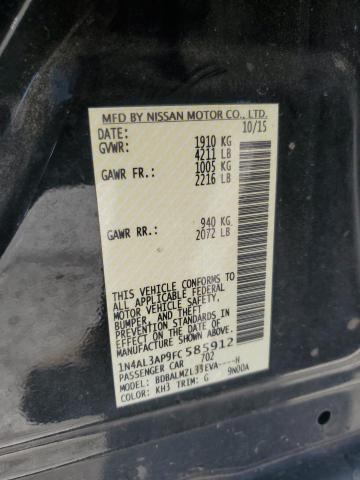 MFD BY NISSAN MOTOR CO., LTD.
DATE: 10/15
GVWR: 1910 KG
4211 LB
GAWR FR: 1005 KG
2216 LB
GAWR RR: 940 KG
2072 LB
THIS VEHICLE CONFORMS TO
ALL APPLICABLE FEDERAL
MOTOR VEHICLE SAFETY,
BUMPER, AND THEFT
PREVENTION STANDARDS IN
EFFECT ON THE DATE OF
MANUFACTURE SHOWN ABOVE.
1N4AL3AP9FC585912
PASSENGER CAR 702
MODEL: BDBALMZL33EVA----H
COLOR: KH3 TRIM: G 9N00A